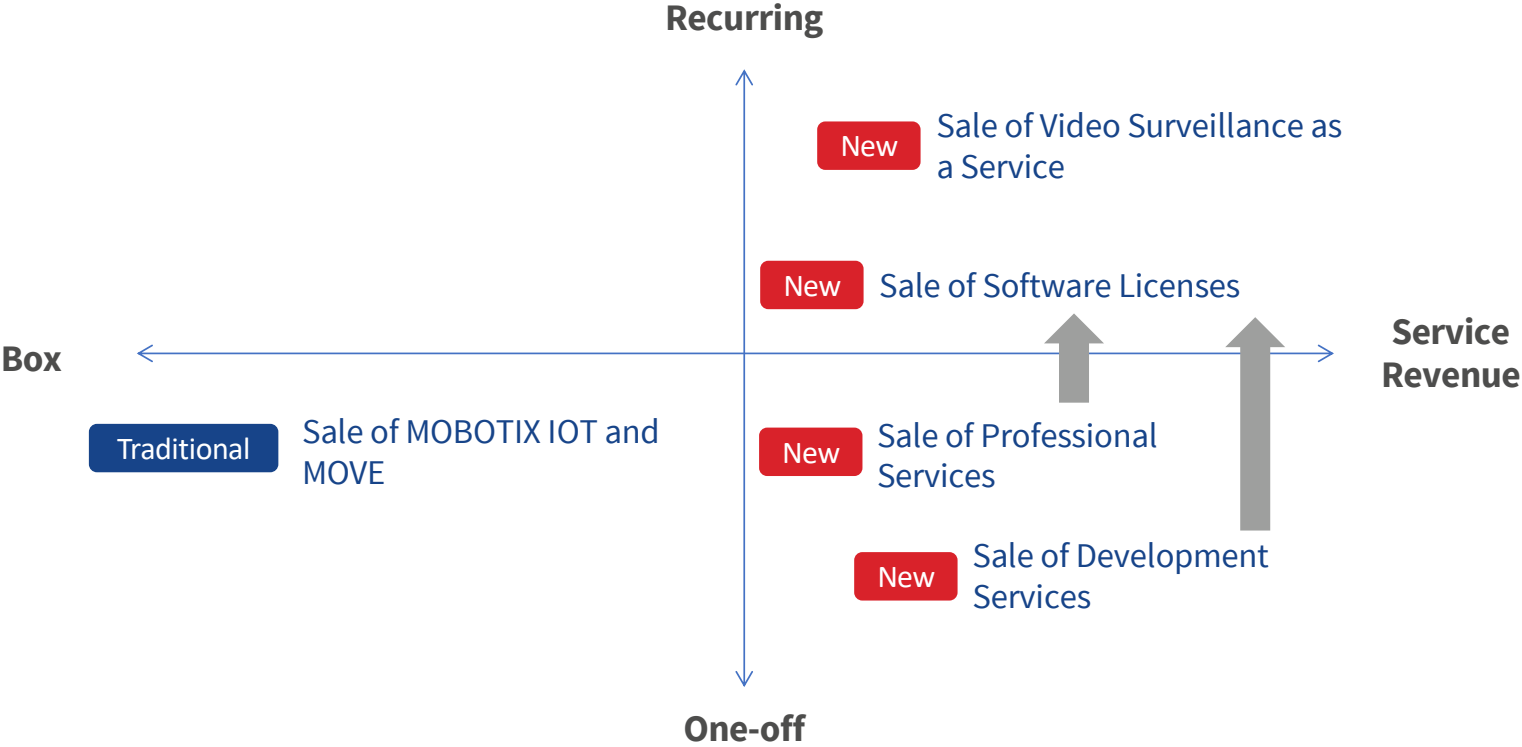 Recurring
New
Sale of Video Surveillance as
a Service
New
Sale of Software Licenses
Box
Service
Revenue
Traditional
Sale of MOBOTIX IOT and
MOVE
New
Sale of Professional
Services
New
Sale of Development
Services
One-off